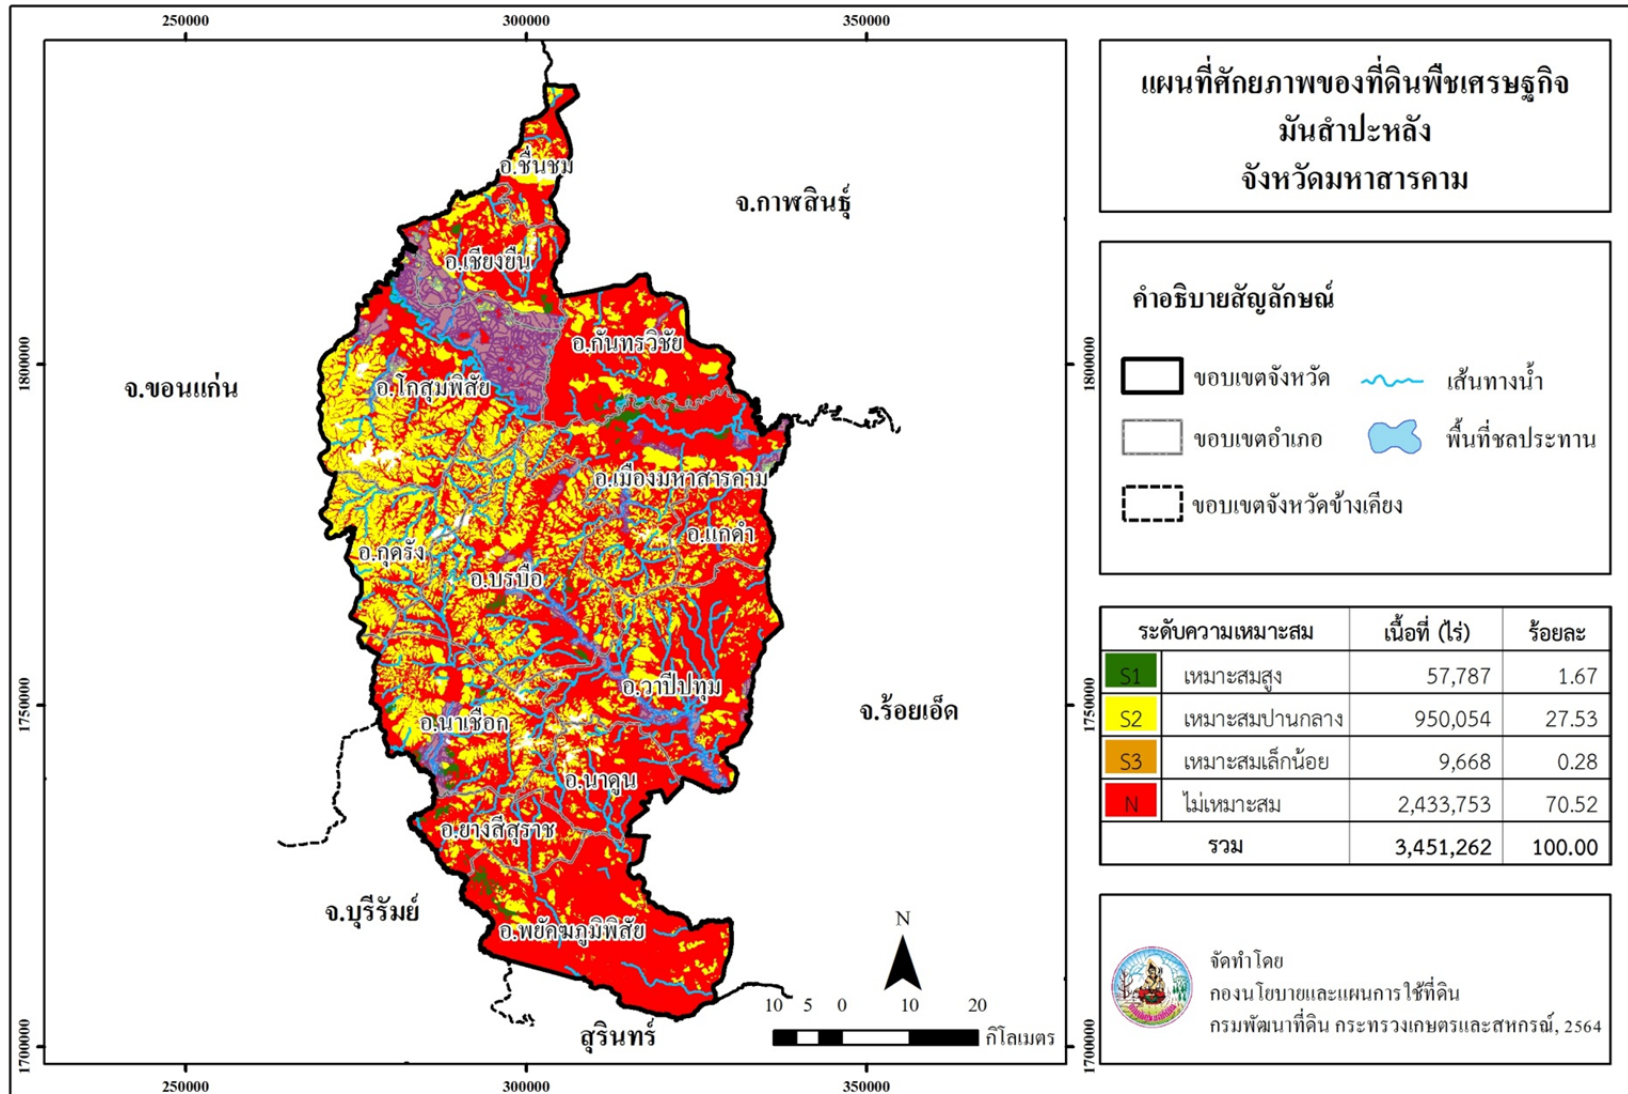 250000
300000
350000
แผนที่ศักยภาพของที่ดินพืชเศรษฐกิจ
มันสำปะหลัง
จังหวัดมหาสารคาม
อ.ชื่นชม
จ.กาฬสินธุ์
อ.เชียงยืน
อ.กันทรวิชัย
1800000
1800000
จ.ขอนแก่น
อ.โกสุมพิสัย
อ.เมืองมหาสารคาม
อ.แกดำ
อ.กุดรัง
อ.บรบือ
อ.วาปีปทุม
1750000
1750000
จ.ร้อยเอ็ด
อ.นาเชือก
อ.นาดูน
อ.ยางสีสุราช
จ.บุรีรัมย์
อ.พยัคฆภูมิพิสัย
N
10 5 0 10 20
กิโลเมตร
สุรินทร์
1700000
1700000
250000
300000
350000
คำอธิบายสัญลักษณ์
ขอบเขตจังหวัด
เส้นทางน้ำ
ขอบเขตอำเภอ
พื้นที่ชลประทาน
ขอบเขตจังหวัดข้างเคียง
ระดับความเหมาะสม เนื้อที่ (ไร่) ร้อยละ
S1 เหมาะสมสูง 57,787 1.67
S2 เหมาะสมปานกลาง 950,054 27.53
S3 เหมาะสมเล็กน้อย 9,668 0.28
N ไม่เหมาะสม 2,433,753 70.52
รวม 3,451,262 100.00
จัดทำโดย
กองนโยบายและแผนการใช้ที่ดิน
กรมพัฒนาที่ดิน กระทรวงเกษตรและสหกรณ์, 2564